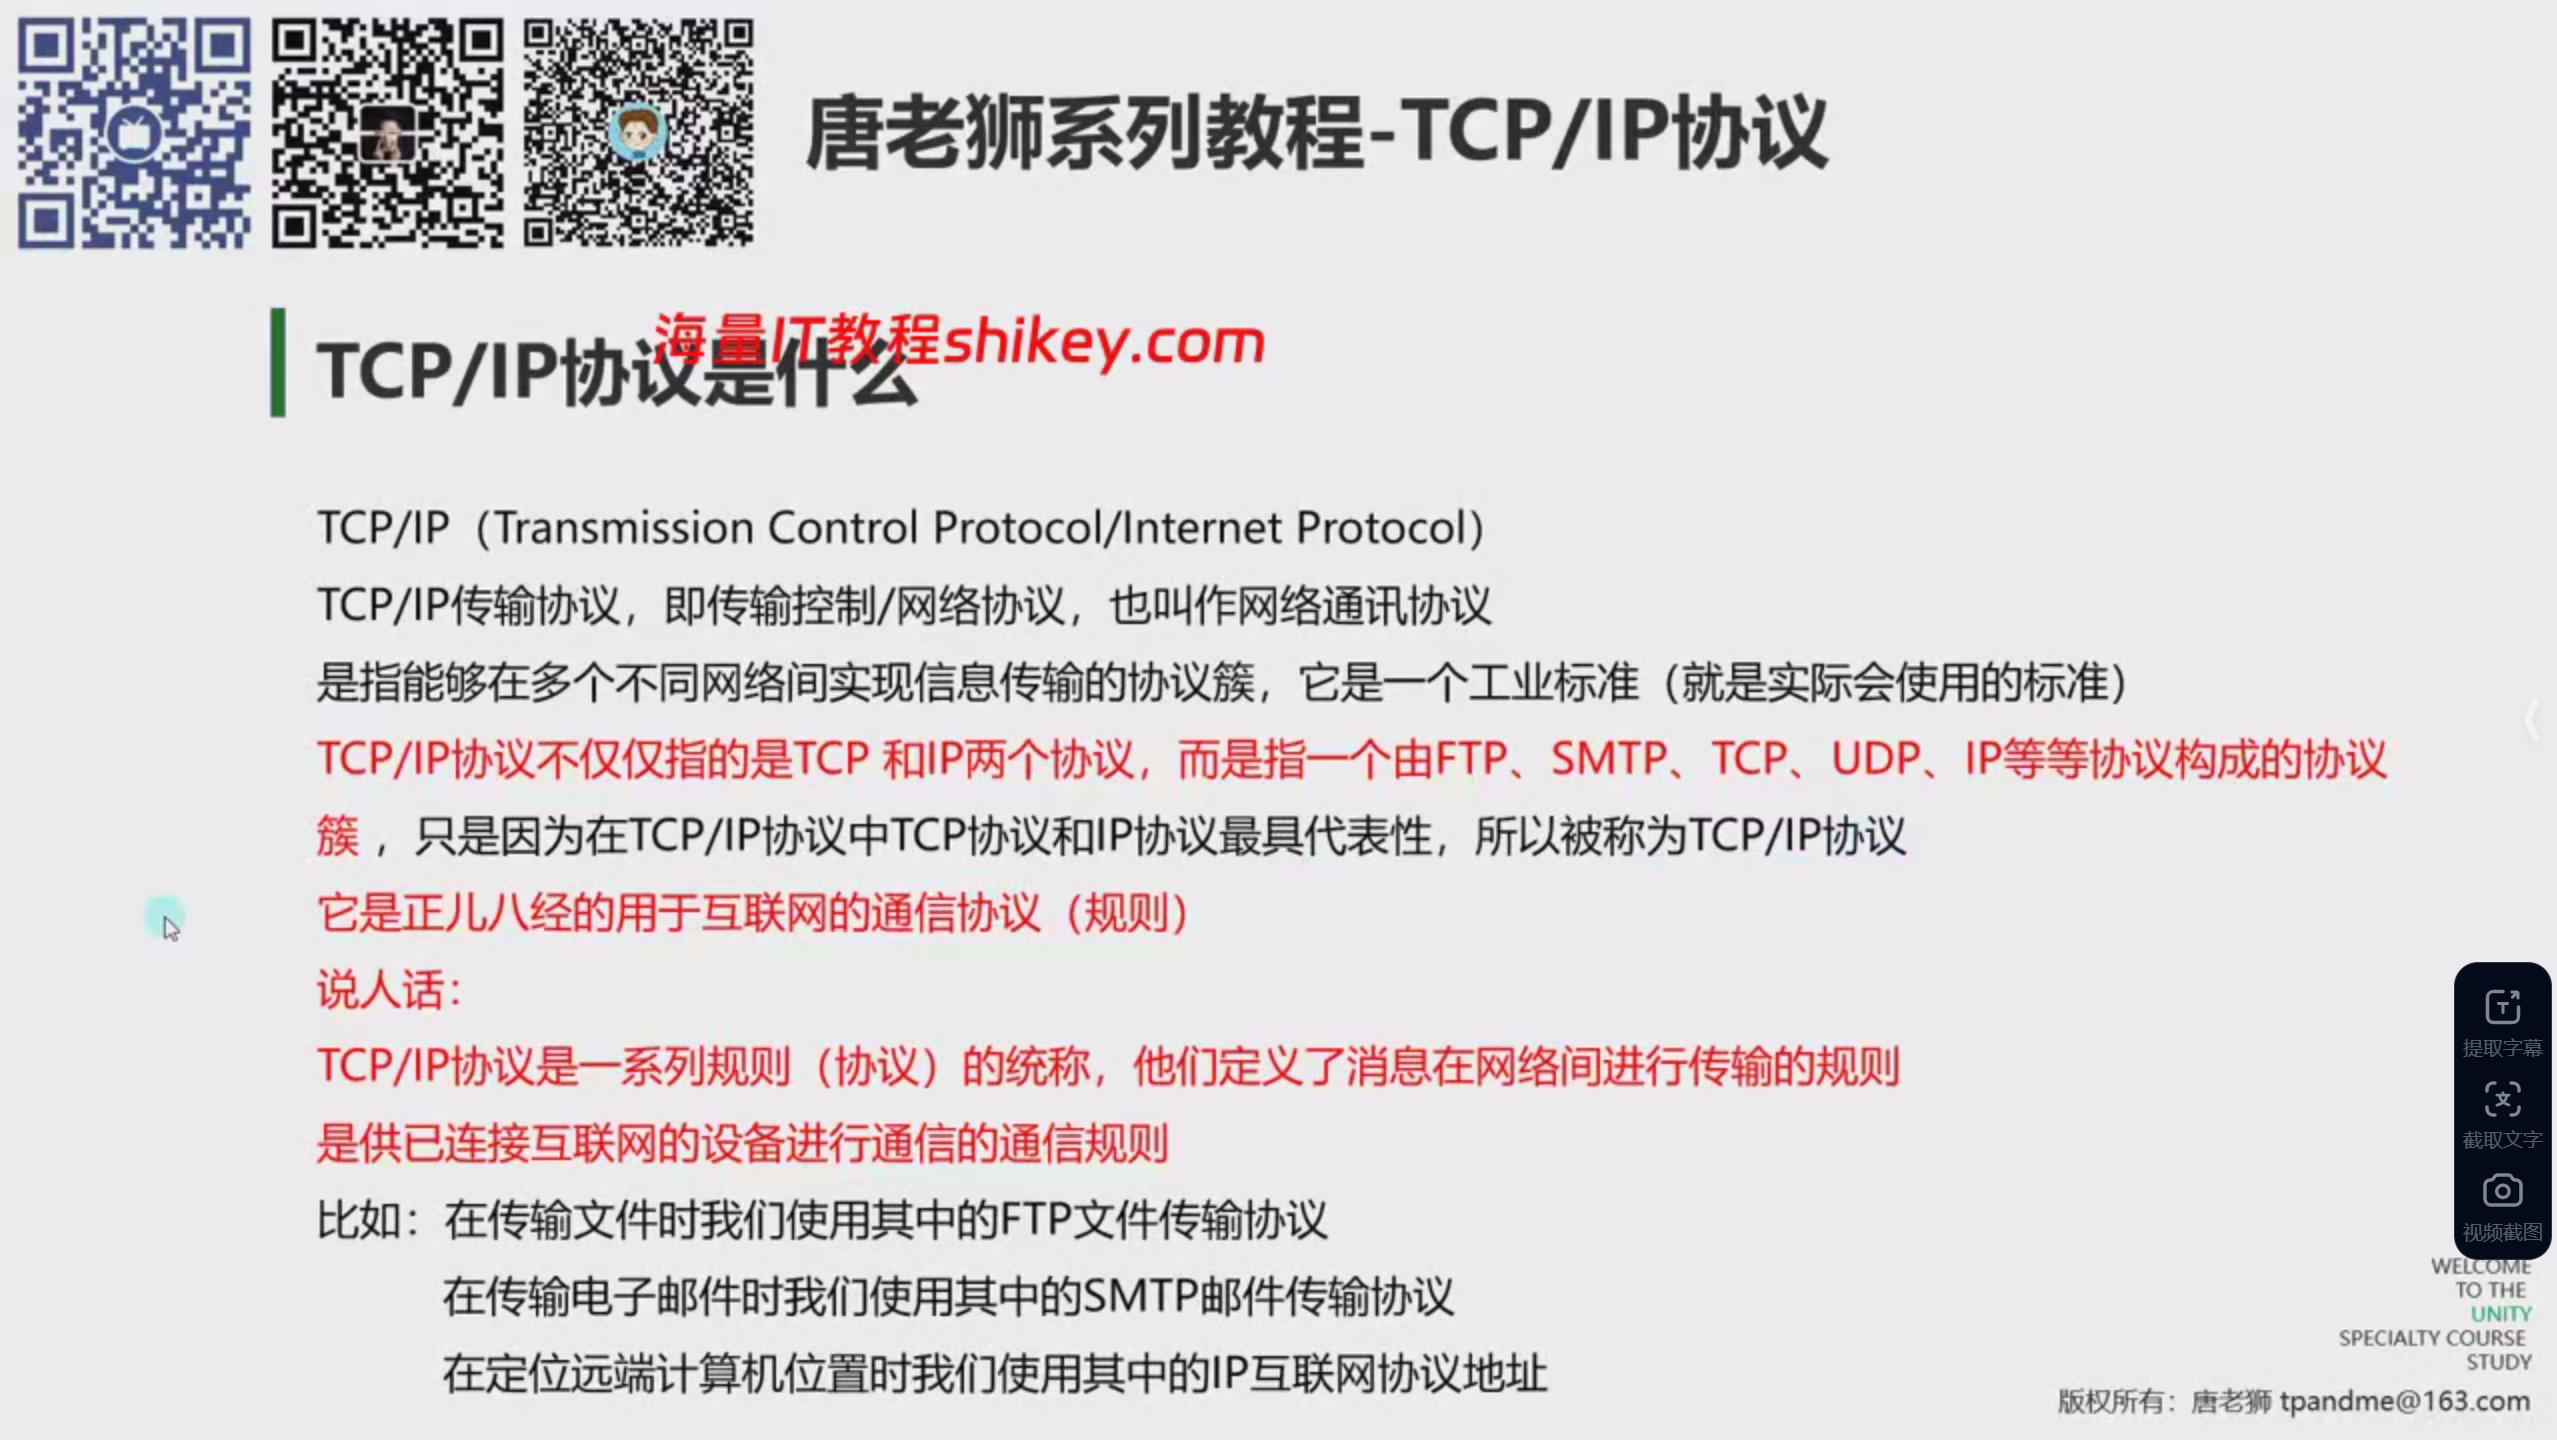 唐老狮系列教程-TCP/IP协议
海量IT教程shikey.com
TCP/IP协议是什么
TCP/IP（Transmission Control Protocol/Internet Protocol）
TCP/IP传输协议，即传输控制/网络协议，也叫作网络通讯协议
是指能够在多个不同网络间实现信息传输的协议簇，它是一个工业标准（就是实际会使用的标准）
TCP/IP协议不仅仅指的是TCP 和IP两个协议，而是指一个由FTP、SMTP、TCP、UDP、IP等等协议构成的协议
簇 ，只是因为在TCP/IP协议中TCP协议和IP协议最具代表性，所以被称为TCP/IP协议
它是正儿八经的用于互联网的通信协议（规则）
说人话：
TCP/IP协议是一系列规则（协议）的统称，他们定义了消息在网络间进行传输的规则
是供已连接互联网的设备进行通信的通信规则
比如：在传输文件时我们使用其中的FTP文件传输协议
在传输电子邮件时我们使用其中的SMTP邮件传输协议
在定位远端计算机位置时我们使用其中的IP互联网协议地址
提取字幕
截取文字
视频截图
WELCOME
TO THE
UNITY
SPECIALTY COURSE
STUDY
版权所有：唐老狮 tpandme@163.com